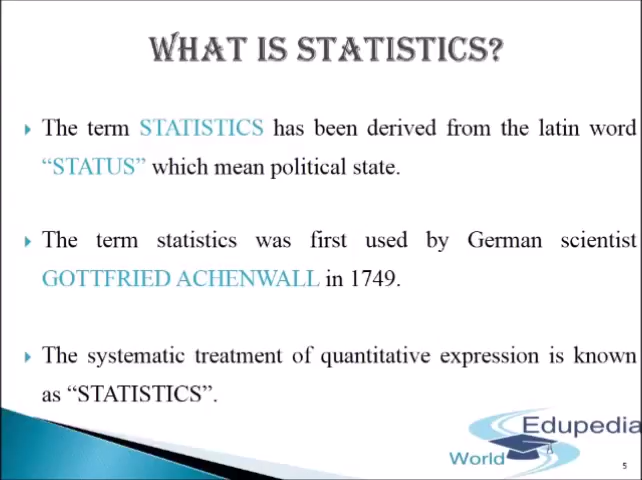 WHAT IS STATISTICS?
The term STATISTICS has been derived from the latin word
“STATUS” which mean political state.
The term statistics was first used by German scientist
GOTTFRIED ACHENWALL in 1749.
The systematic treatment of quantitative expression is known
as “STATISTICS”.
Edupedia
World
5